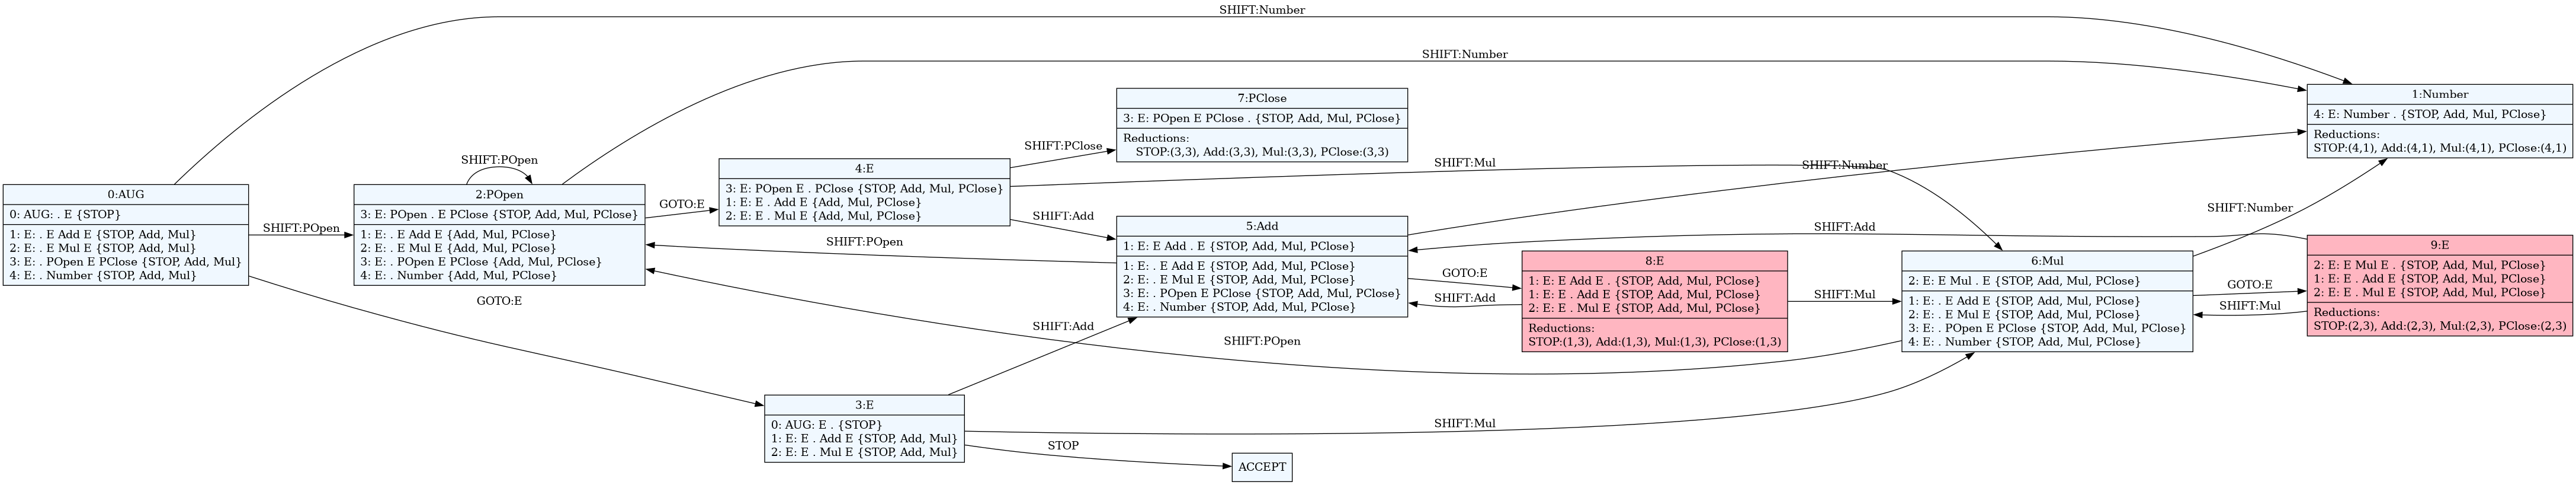 SHIFT:Number
SHIFT:Number
0:AUG
0: AUG: . E {STOP}
1: E: . E Add E {STOP, Add, Mul}
2: E: . E Mul E {STOP, Add, Mul}
3: E: . POpen E PClose {STOP, Add, Mul}
4: E: . Number {STOP, Add, Mul}
SHIFT:POpen
GOTO:E
SHIFT:POpen
2:POpen
3: E: POpen . E PClose {STOP, Add, Mul, PClose}
1: E: . E Add E {Add, Mul, PClose}
2: E: . E Mul E {Add, Mul, PClose}
3: E: . POpen E PClose {Add, Mul, PClose}
4: E: . Number {Add, Mul, PClose}
GOTO:E
4:E
3: E: POpen E . PClose {STOP, Add, Mul, PClose}
1: E: E . Add E {Add, Mul, PClose}
2: E: E . Mul E {Add, Mul, PClose}
SHIFT:PClose
SHIFT:Mul
SHIFT:Add
7:PClose
3: E: POpen E PClose . {STOP, Add, Mul, PClose}
Reductions:
STOP:(3,3), Add:(3,3), Mul:(3,3), PClose:(3,3)
SHIFT:POpen
5:Add
1: E: E Add . E {STOP, Add, Mul, PClose}
1: E: . E Add E {STOP, Add, Mul, PClose}
2: E: . E Mul E {STOP, Add, Mul, PClose}
3: E: . POpen E PClose {STOP, Add, Mul, PClose}
4: E: . Number {STOP, Add, Mul, PClose}
SHIFT:Number
GOTO:E
SHIFT:Add
8:E
1: E: E Add E . {STOP, Add, Mul, PClose}
1: E: E . Add E {STOP, Add, Mul, PClose}
2: E: E . Mul E {STOP, Add, Mul, PClose}
Reductions:
STOP:(1,3), Add:(1,3), Mul:(1,3), PClose:(1,3)
SHIFT:Mul
SHIFT:Add
6:Mul
2: E: E Mul . E {STOP, Add, Mul, PClose}
1: E: . E Add E {STOP, Add, Mul, PClose}
2: E: . E Mul E {STOP, Add, Mul, PClose}
3: E: . POpen E PClose {STOP, Add, Mul, PClose}
4: E: . Number {STOP, Add, Mul, PClose}
SHIFT:Number
GOTO:E
SHIFT:Mul
1:Number
4: E: Number . {STOP, Add, Mul, PClose}
Reductions:
STOP:(4,1), Add:(4,1), Mul:(4,1), PClose:(4,1)
9:E
2: E: E Mul E . {STOP, Add, Mul, PClose}
1: E: E . Add E {STOP, Add, Mul, PClose}
2: E: E . Mul E {STOP, Add, Mul, PClose}
Reductions:
STOP:(2,3), Add:(2,3), Mul:(2,3), PClose:(2,3)
SHIFT:Add
SHIFT:POpen
3:E
0: AUG: E . {STOP}
1: E: E . Add E {STOP, Add, Mul}
2: E: E . Mul E {STOP, Add, Mul}
SHIFT:Mul
STOP
ACCEPT